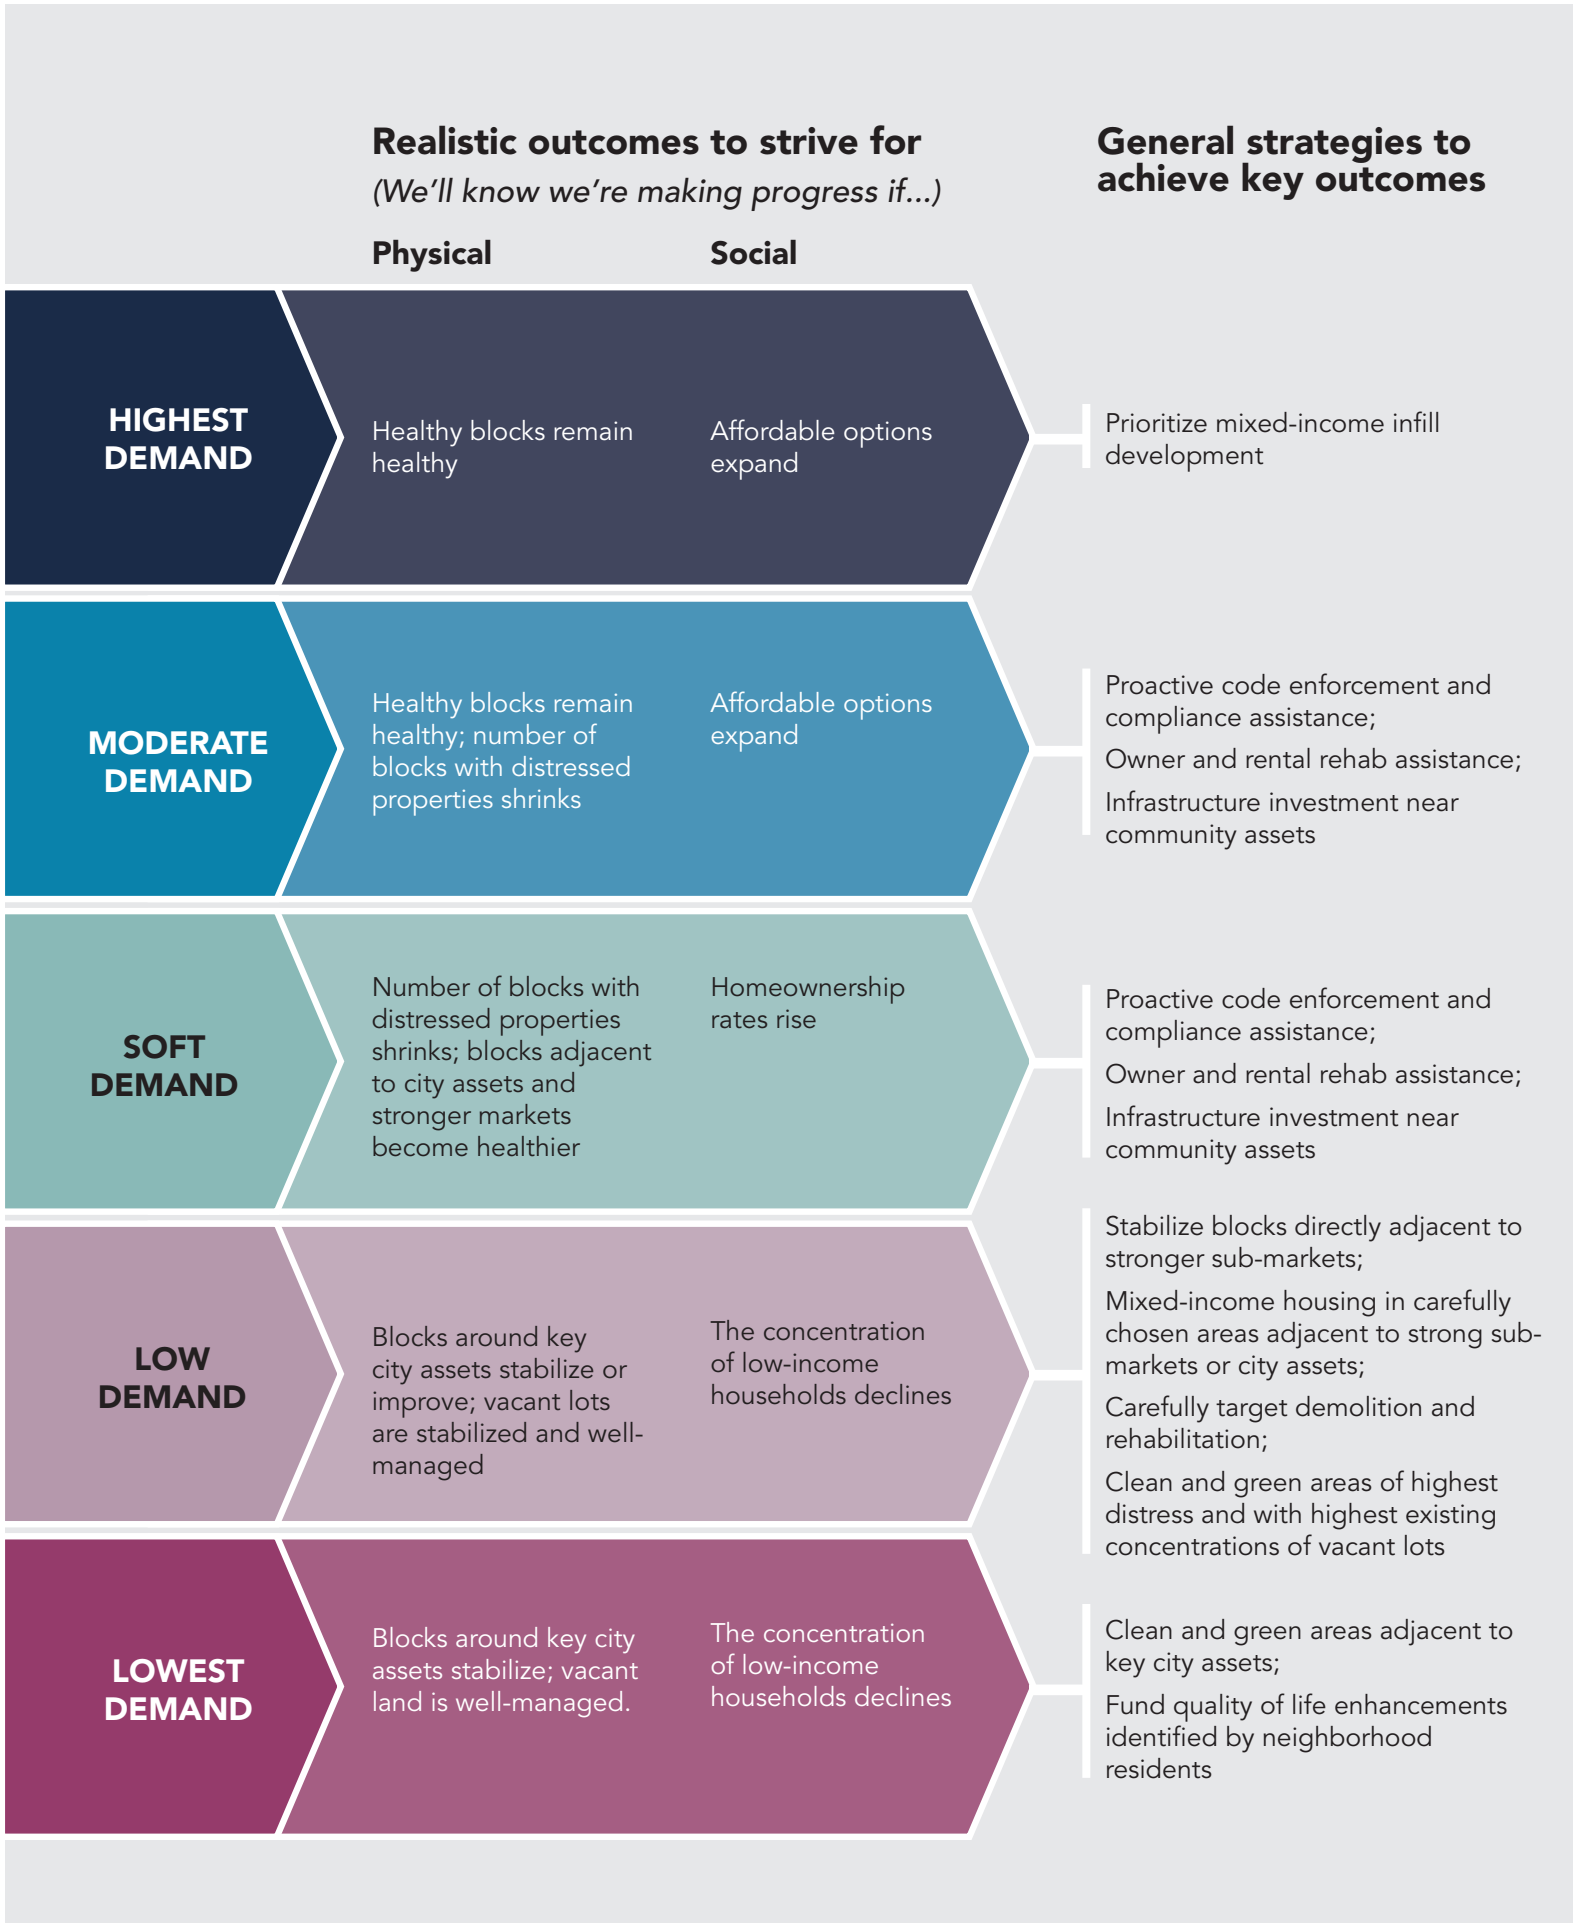 Realistic outcomes to strive for
(We'll know we're making progress if...)
General strategies to
achieve key outcomes
Physical
Social
HIGHEST
DEMAND
Healthy blocks remain
healthy
Affordable options
expand
Prioritize mixed-income infill
development
MODERATE
DEMAND
Healthy blocks remain
healthy; number of
blocks with distressed
properties shrinks
Affordable options
expand
Proactive code enforcement and
compliance assistance;
Owner and rental rehab assistance;
Infrastructure investment near
community assets
SOFT
DEMAND
Number of blocks with
distressed properties
shrinks; blocks adjacent
to city assets and
stronger markets
become healthier
Homeownership
rates rise
Proactive code enforcement and
compliance assistance;
Owner and rental rehab assistance;
Infrastructure investment near
community assets
LOW
DEMAND
Blocks around key
city assets stabilize or
improve; vacant lots
are stabilized and well-
managed
The concentration
of low-income
households declines
Stabilize blocks directly adjacent to
stronger sub-markets;
Mixed-income housing in carefully
chosen areas adjacent to strong sub-
markets or city assets;
Carefully target demolition and
rehabilitation;
Clean and green areas of highest
distress and with highest existing
concentrations of vacant lots
LOWEST
DEMAND
Blocks around key city
assets stabilize; vacant
land is well-managed.
The concentration
of low-income
households declines
Clean and green areas adjacent to
key city assets;
Fund quality of life enhancements
identified by neighborhood
residents